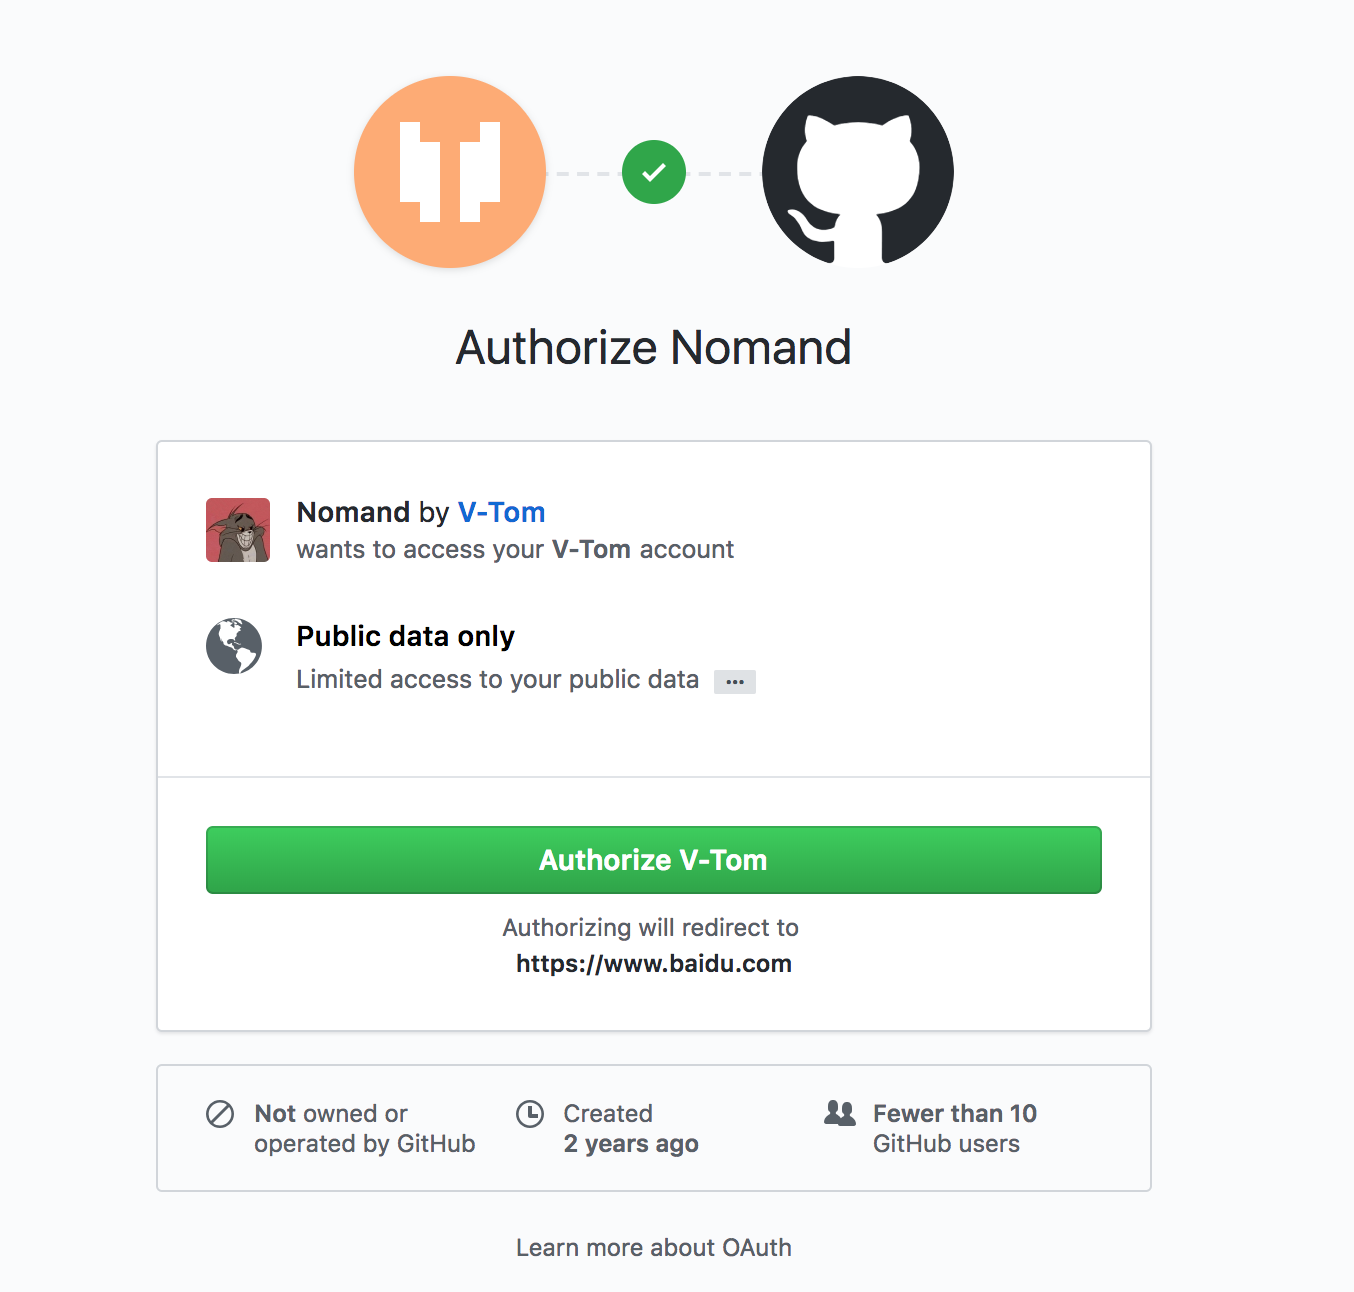 Authorize Nomand
Nomand by V-Tom
wants to access your V-Tom account
Public data only
Limited access to your public data
Authorize V-Tom
Authorizing will redirect to
https://www.baidu.com
Not owned or
operated by GitHub
Created
2 years ago
Fewer than 10
GitHub users
Learn more about OAuth